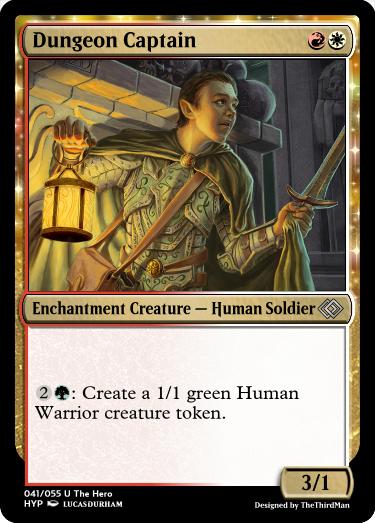 Dungeon Captain
Enchantment Creature — Human Soldier
2 : Create a 1/1 green Human
Warrior creature token.
3/1
041/055 U The Hero
HYP LUCASDURHAM
Designed by TheThirdMan